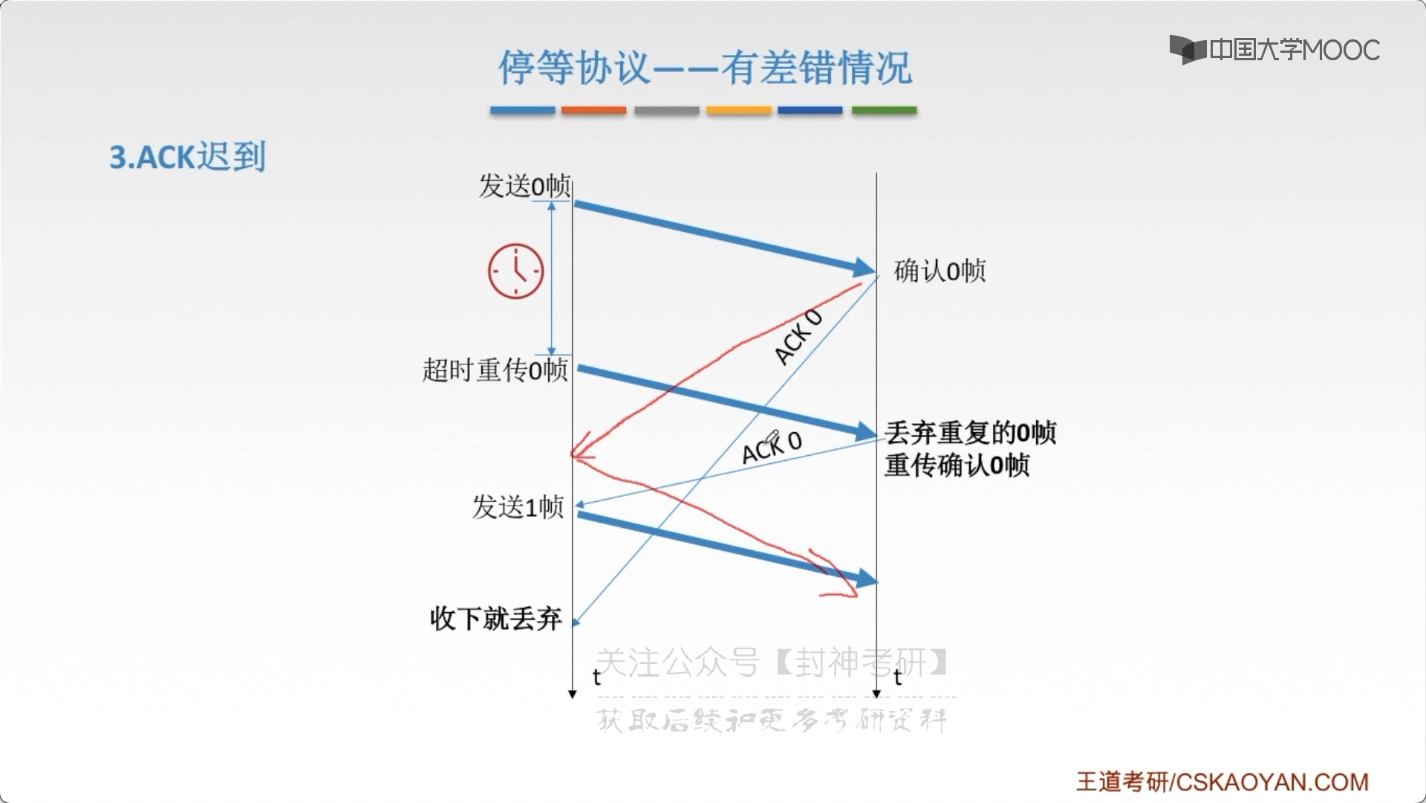 停等协议——有差错情况
中国大学MOOC
3.ACK迟到
发送0帧
确认0帧
ACK 0
超时重传0帧
丢弃重复的0帧
重传确认0帧
ACK 0
发送1帧
收下就丢弃
关注公众号【封神考研】
t
t
获取后续和更多考研资料
王道考研/CSKAOYAN.COM